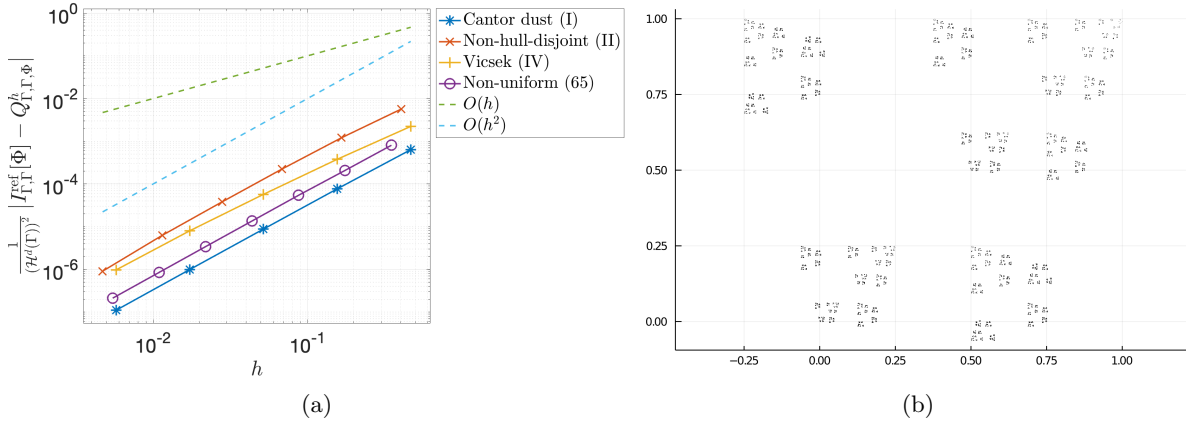 10^0
10^-2
10^-4
10^-6
10^-2
10^-1
h
1/(H^d(Γ))^2 |I^ref_Γ,Γ[Φ] − Q^h_Γ,Φ|
Cantor dust (I)
Non-hull-disjoint (II)
Vicsek (IV)
Non-uniform (65)
O(h)
O(h^2)
(a)
1.00
0.75
0.50
0.25
0.00
−0.25
0.00
0.25
0.50
0.75
1.00
(b)